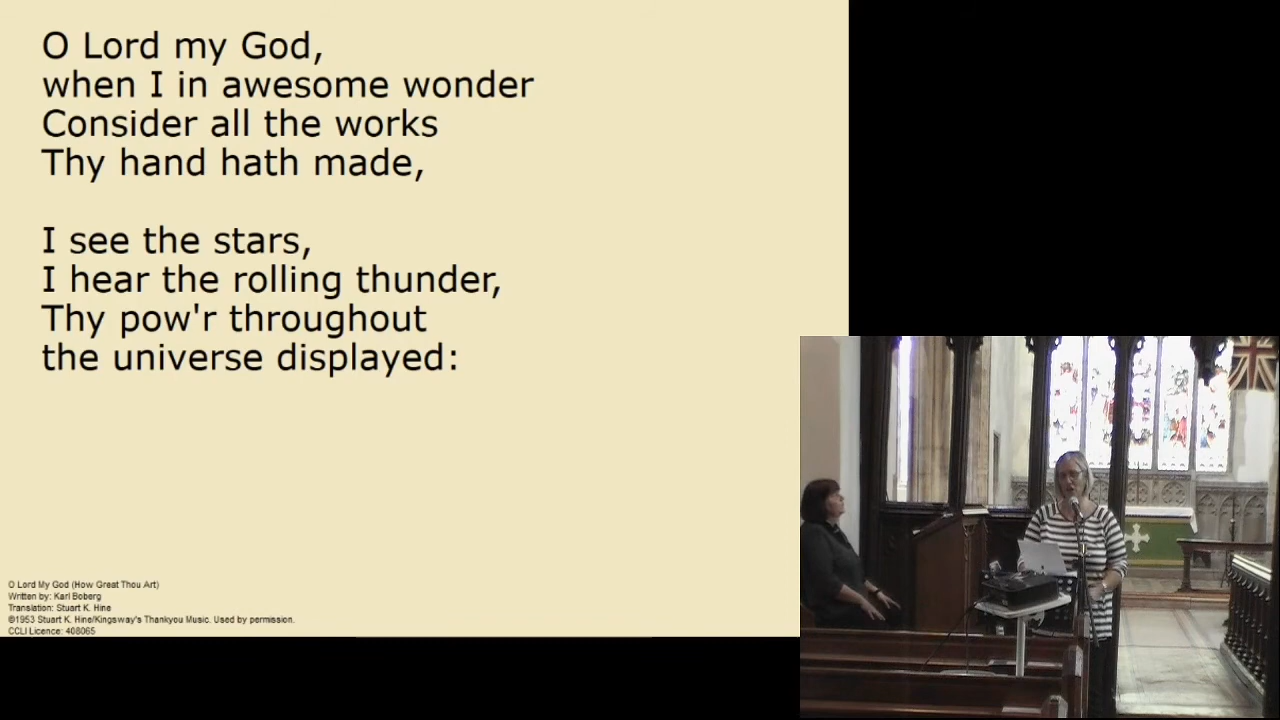 O Lord my God,
when I in awesome wonder
Consider all the works
Thy hand hath made,
I see the stars,
I hear the rolling thunder,
Thy pow'r throughout
the universe displayed:
O Lord My God (How Great Thou Art)
Written by: Karl Boberg
Translation: Stuart K. Hine
©1953 Stuart K. Hine/Kingsway's Thankyou Music. Used by permission.
CCLI Licence: 408065